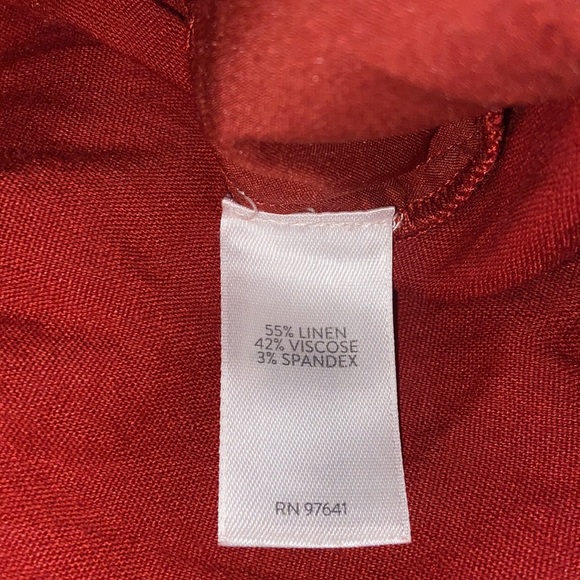 55% LINEN
42% VISCOSE
3% SPANDEX
RN 97641